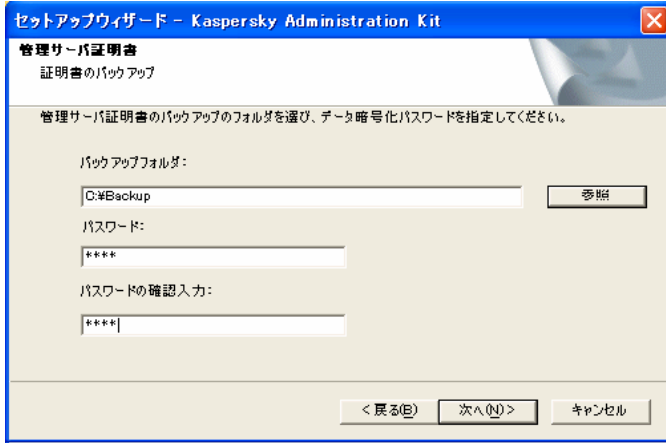 セットアップウィザード - Kaspersky Administration Kit
管理サーバ証明書
証明書のバックアップ
管理サーバ証明書のバックアップのフォルダを選び、データ暗号化パスワードを指定してください。
バックアップフォルダ:
C:¥Backup
参照
パスワード:
****
パスワードの確認入力:
****
< 戻る(B)
次へ(N) >
キャンセル